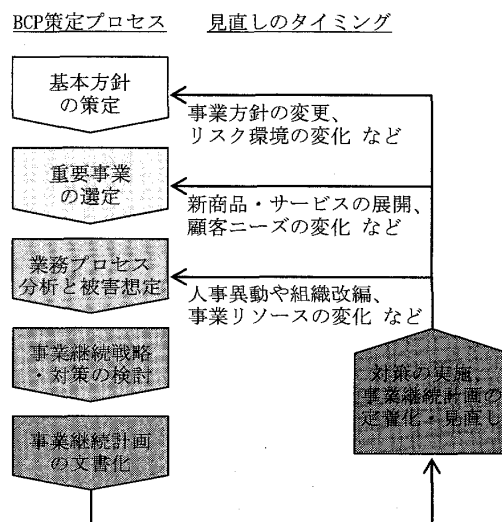 BCP策定プロセス
見直しのタイミング
基本方針
の策定
事業方針の変更、
リスク環境の変化 など
重要事業
の選定
新商品・サービスの展開、
顧客ニーズの変化 など
業務プロセス
分析と被害想定
人事異動や組織改編、
事業リソースの変化 など
事業継続戦略
・対策の検討
対策の実施、
事業継続計画の
定着化・見直し
事業継続計画
の文書化